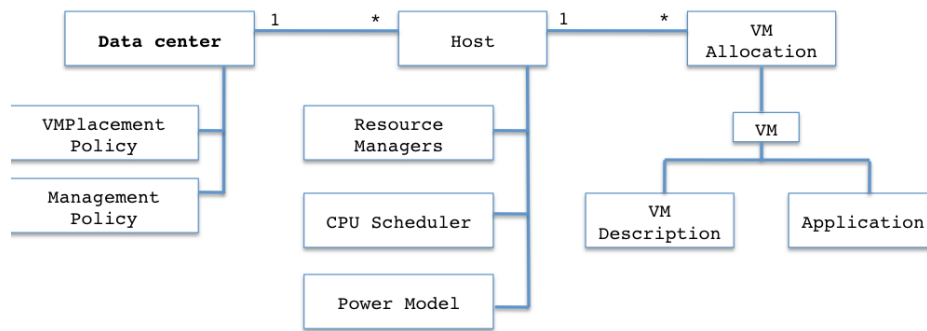 1 * 1 *
Data center
Host
VM
Allocation
VMPlacement
Policy
Resource
Managers
VM
Management
Policy
CPU Scheduler
VM
Description
Application
Power Model